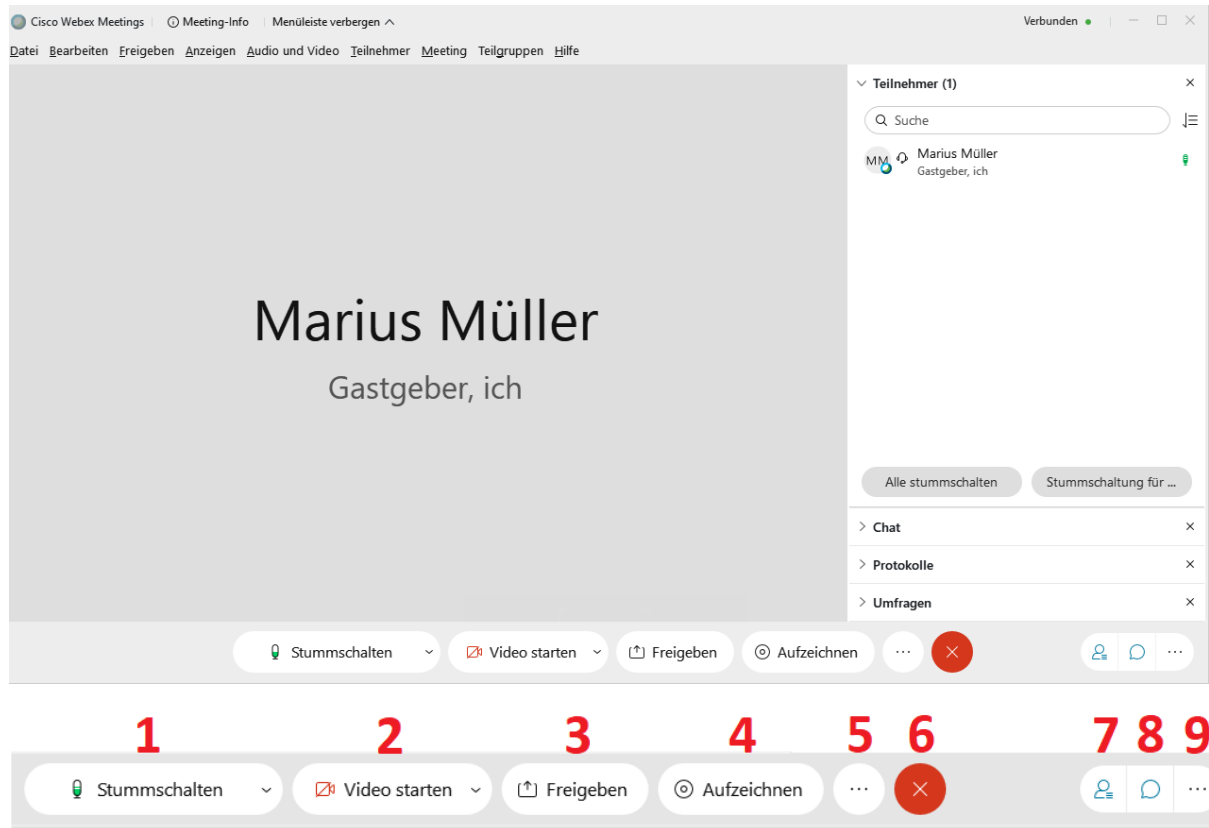 Cisco Webex Meetings Meeting-Info Menüleiste verbergen Verbunden
Datei Bearbeiten Freigeben Anzeigen Audio und Video Teilnehmer Meeting Teilgruppen Hilfe
Teilnehmer (1)
Suche
MM Marius Müller
Gastgeber, ich
Marius Müller
Gastgeber, ich
Alle stummschalten Stummschaltung für ...
Chat
Protokolle
Umfragen
Stummschalten Video starten Freigeben Aufzeichnen ...
1 2 3 4 5 6 7 8 9
Stummschalten Video starten Freigeben Aufzeichnen ...